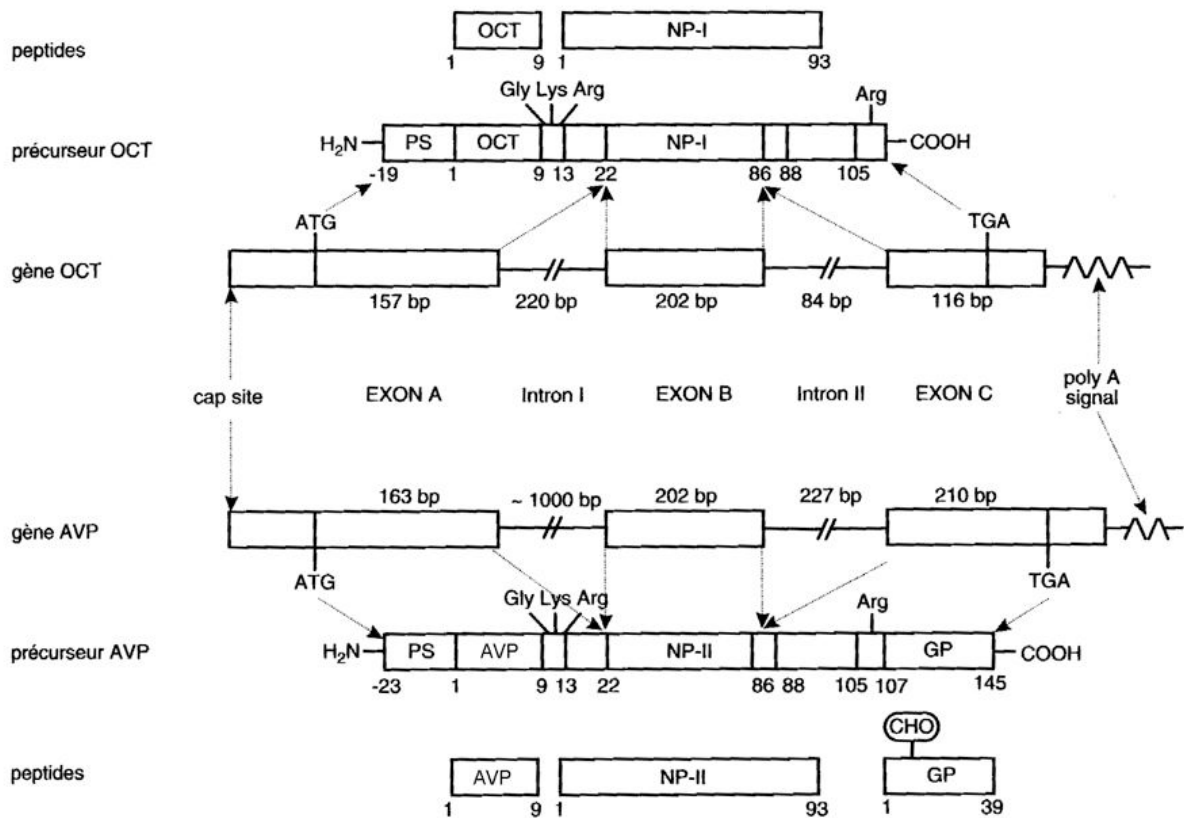 OCT NP-I
peptides
1 9 1 93
Gly Lys Arg Arg
H2N PS OCT NP-I COOH
précurseur OCT
-19 1 9 13 22 86 88 105
ATG TGA
gène OCT
157 bp 220 bp 202 bp 84 bp 116 bp
cap site EXON A Intron I EXON B Intron II EXON C poly A
signal
163 bp ~ 1000 bp 202 bp 227 bp 210 bp
gène AVP
ATG TGA
Gly Lys Arg Arg
précurseur AVP H2N PS AVP NP-II GP COOH
-23 1 9 13 22 86 88 105 107 145
CHO
peptides AVP NP-II GP
1 9 1 93 1 39